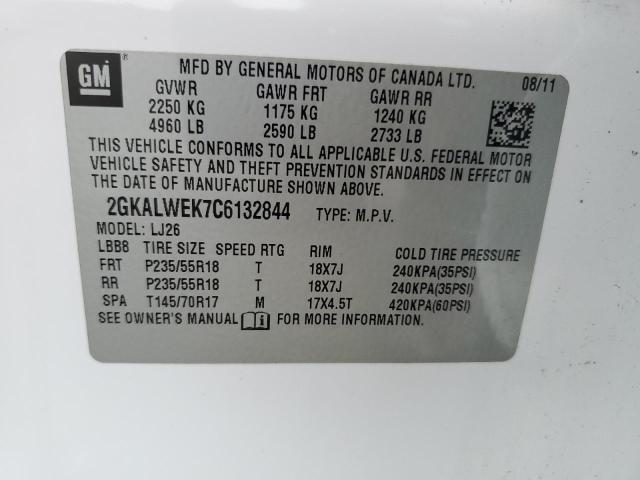 GM ®
MFD BY GENERAL MOTORS OF CANADA LTD. 08/11
GVWR GAWR FRT GAWR RR
2250 KG 1175 KG 1240 KG
4960 LB 2590 LB 2733 LB
THIS VEHICLE CONFORMS TO ALL APPLICABLE U.S. FEDERAL MOTOR
VEHICLE SAFETY AND THEFT PREVENTION STANDARDS IN EFFECT ON
THE DATE OF MANUFACTURE SHOWN ABOVE.
2GKALWEK7C6132844 TYPE: M.P.V.
MODEL: LJ26
LBB8 TIRE SIZE SPEED RTG RIM COLD TIRE PRESSURE
FRT P235/55R18 T 18X7J 240KPA(35PSI)
RR P235/55R18 T 18X7J 240KPA(35PSI)
SPA T145/70R17 M 17X4.5T 420KPA(60PSI)
SEE OWNER'S MANUAL FOR MORE INFORMATION.